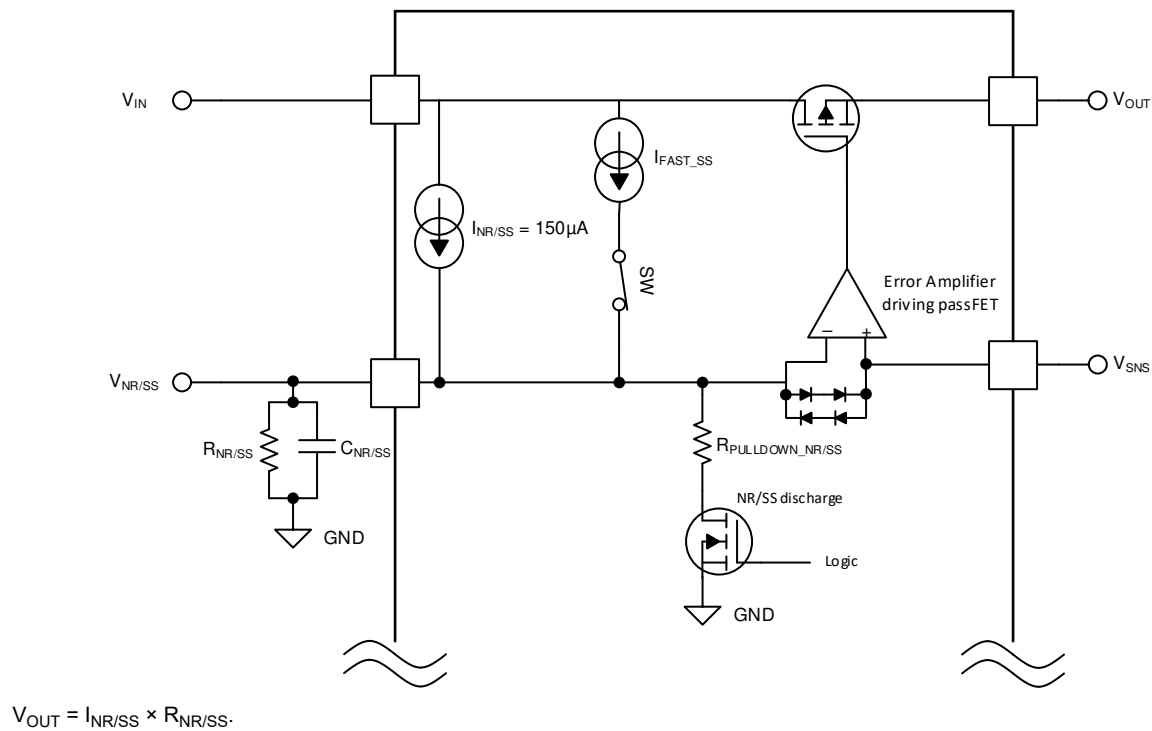 V_IN
V_OUT
I_FAST_SS
I_NR/SS = 150µA
SW
Error Amplifier
driving passFET
–
+
V_NR/SS
V_SNS
R_NR/SS
C_NR/SS
R_PULLDOWN_NR/SS
NR/SS discharge
GND
Logic
GND
V_OUT = I_NR/SS × R_NR/SS.